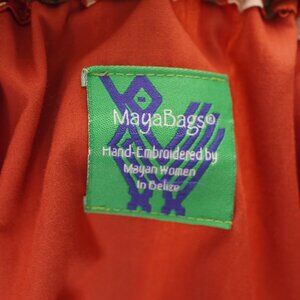 MayaBags©
Hand-Embroidered by
Mayan Women
In Belize